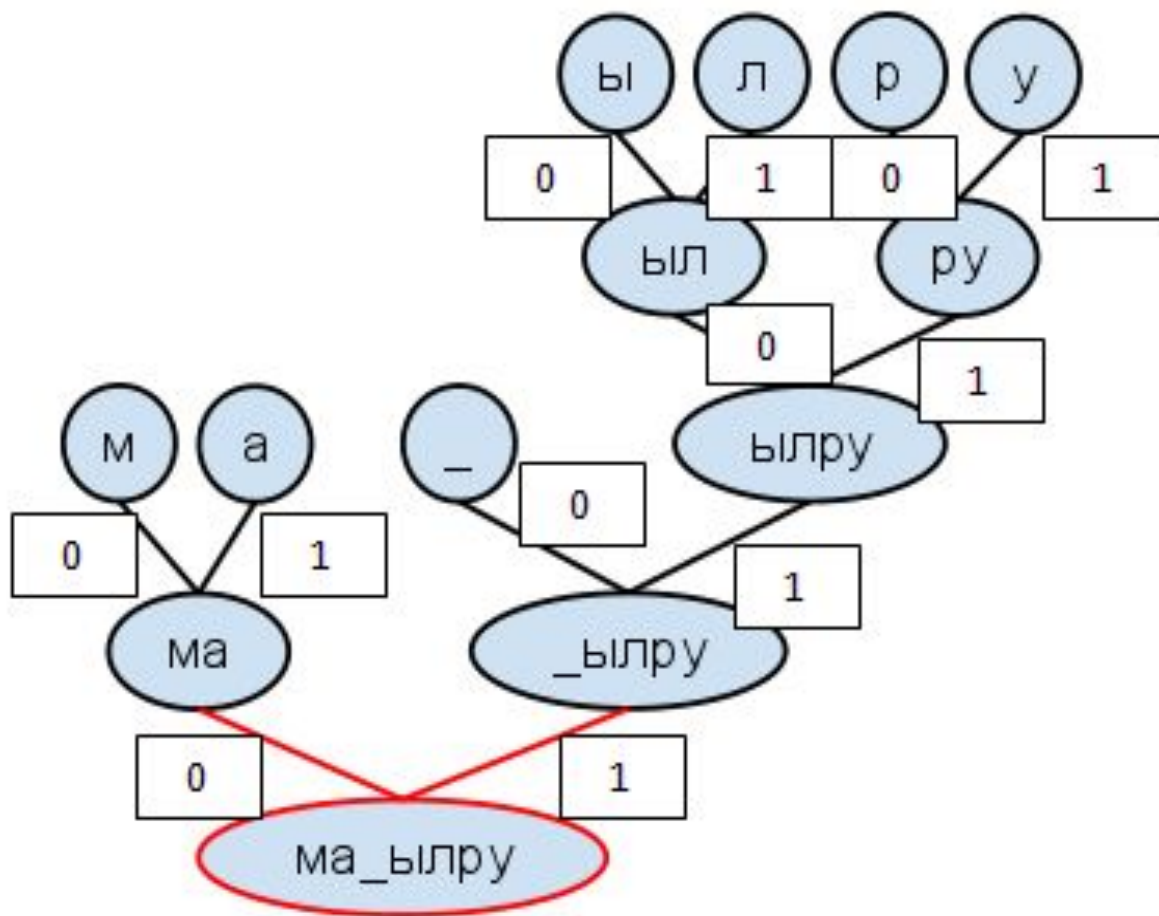 ы л р у
0 1 0 1
ыл ру
0 1
м а _ ылру
0 1 0 1
ма _ылру
0 1
ма_ылру